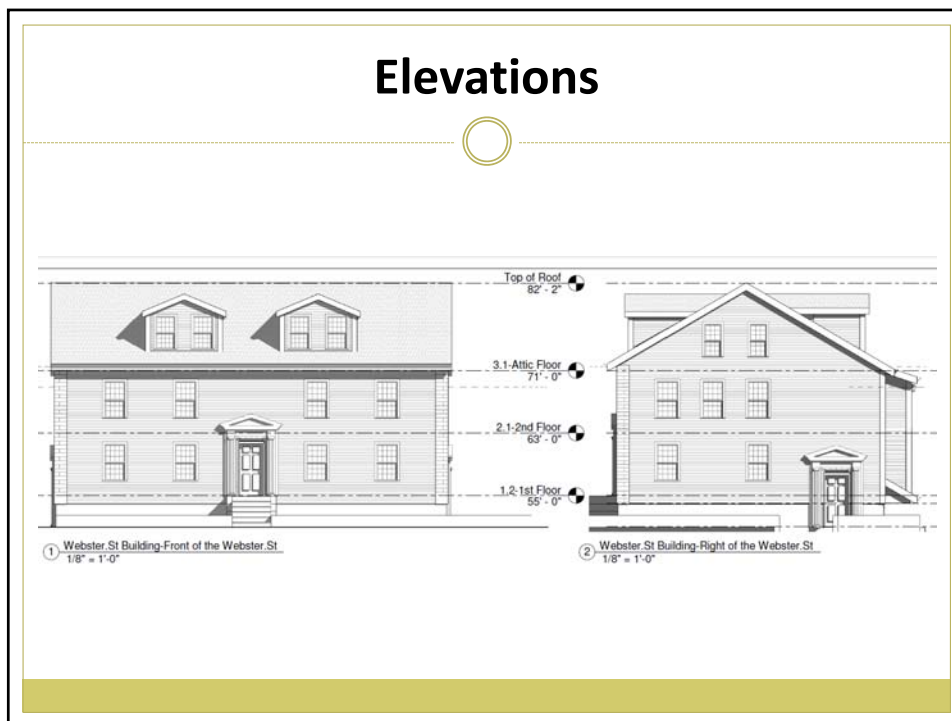 Elevations
Top of Roof
82' - 2"
3.1-Attic Floor
71' - 0"
2.1-2nd Floor
63' - 0"
1.2-1st Floor
55' - 0"
1 Webster.St Building-Front of the Webster.St
1/8" = 1'-0"
2 Webster.St Building-Right of the Webster.St
1/8" = 1'-0"